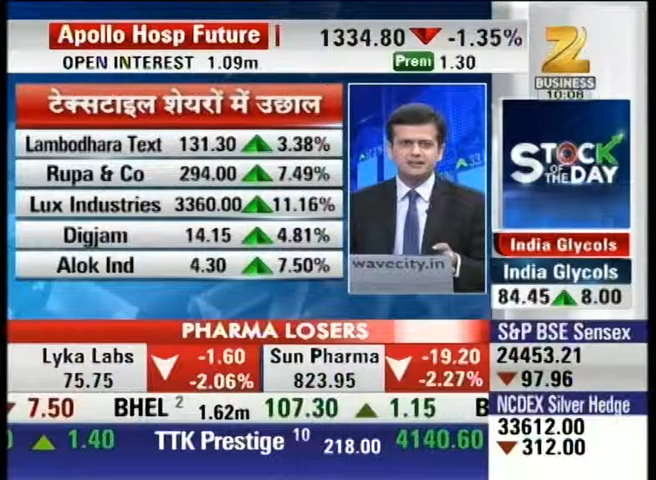 Apollo Hosp Future 1334.80 -1.35%
OPEN INTEREST 1.09m Prem 1.30
Z
BUSINESS
10:08
टेक्सटाइल शेयरों में उछाल
Lambodhara Text 131.30 3.38%
Rupa & Co 294.00 7.49%
Lux Industries 3360.00 11.16%
Digjam 14.15 4.81%
Alok Ind 4.30 7.50%
wavecity.in
STOCK
OF THE DAY
India Glycols
India Glycols
84.45 8.00
PHARMA LOSERS
Lyka Labs -1.60 Sun Pharma -19.20
75.75 -2.06% 823.95 -2.27%
S&P BSE Sensex
24453.21
97.96
7.50 BHEL 2 1.62m 107.30 1.15 B
1.40 TTK Prestige 10 218.00 4140.60
NCDEX Silver Hedge
33612.00
312.00